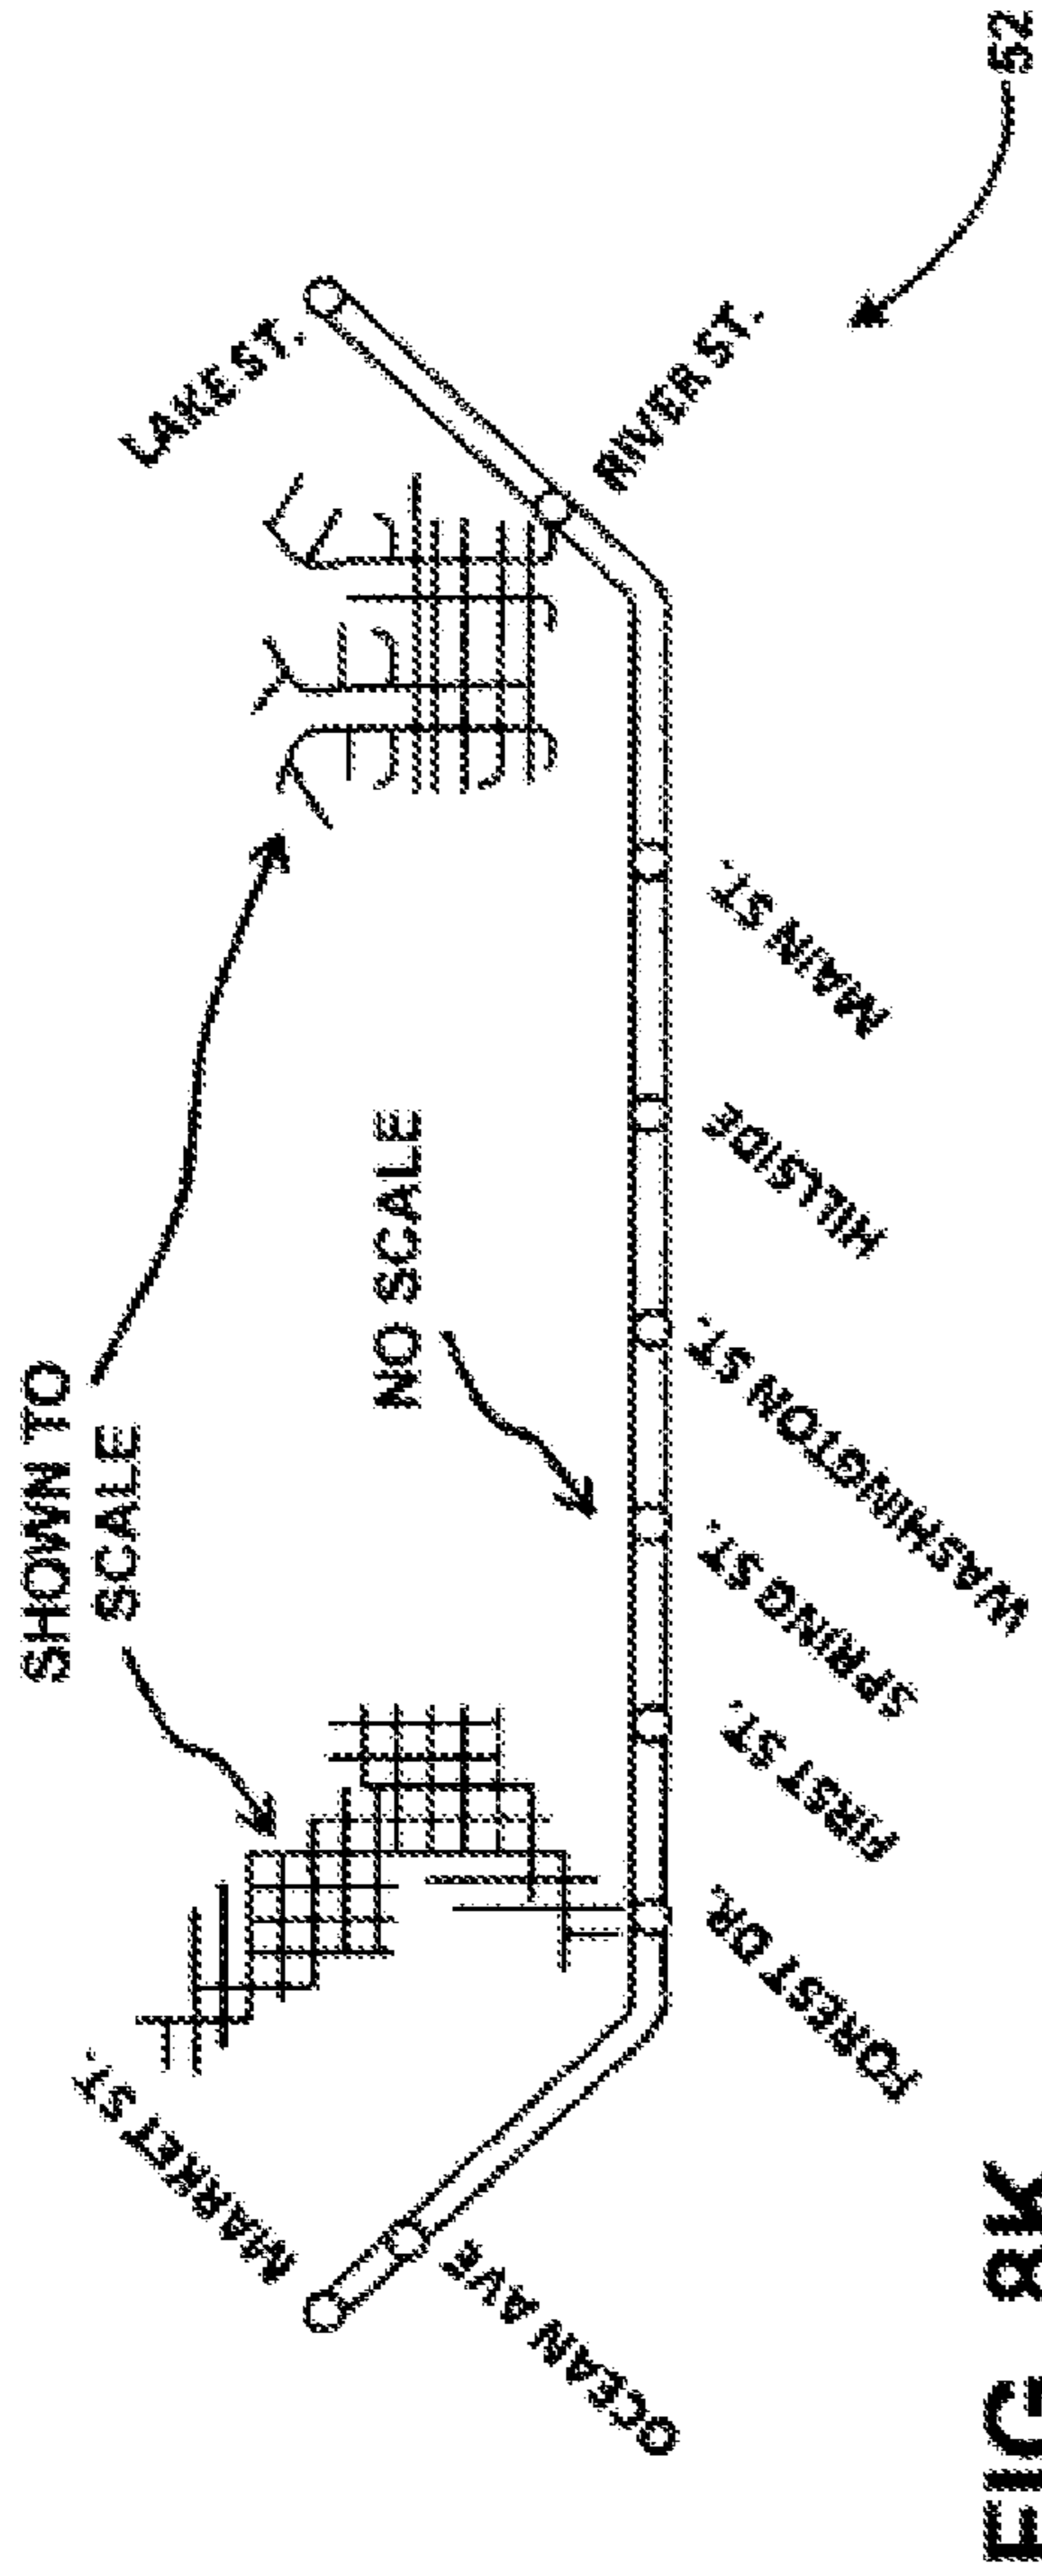 SHOWN TO
SCALE
NO SCALE
LAKE ST.
RIVER ST.
MARKET ST.
OCEAN AVE
FOREST DR.
FIRST ST.
SPRING ST.
WASHINGTON ST.
HILLSIDE
MAIN ST.
52
FIG 8K